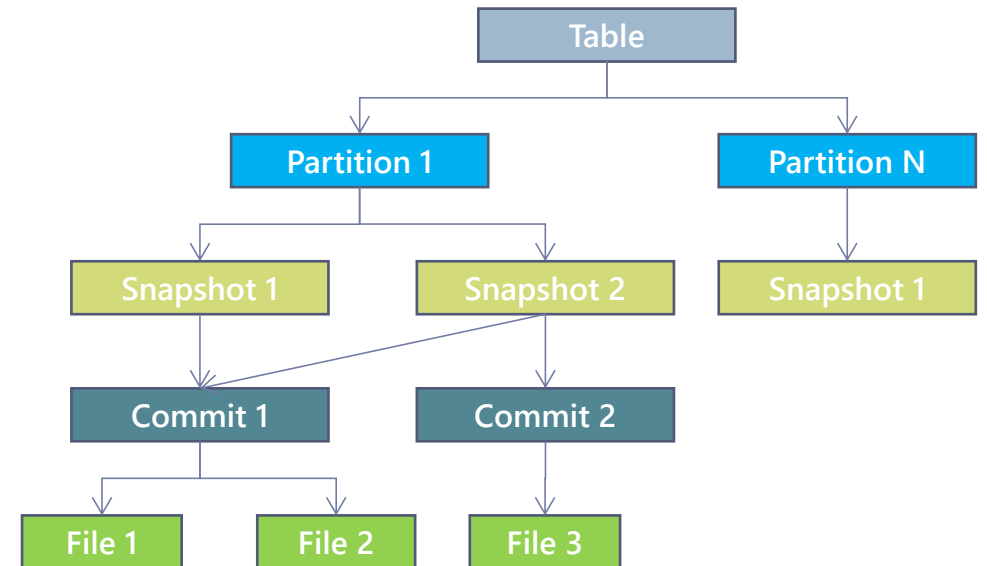 Table
Partition 1
Partition N
Snapshot 1
Snapshot 2
Snapshot 1
Commit 1
Commit 2
File 1
File 2
File 3